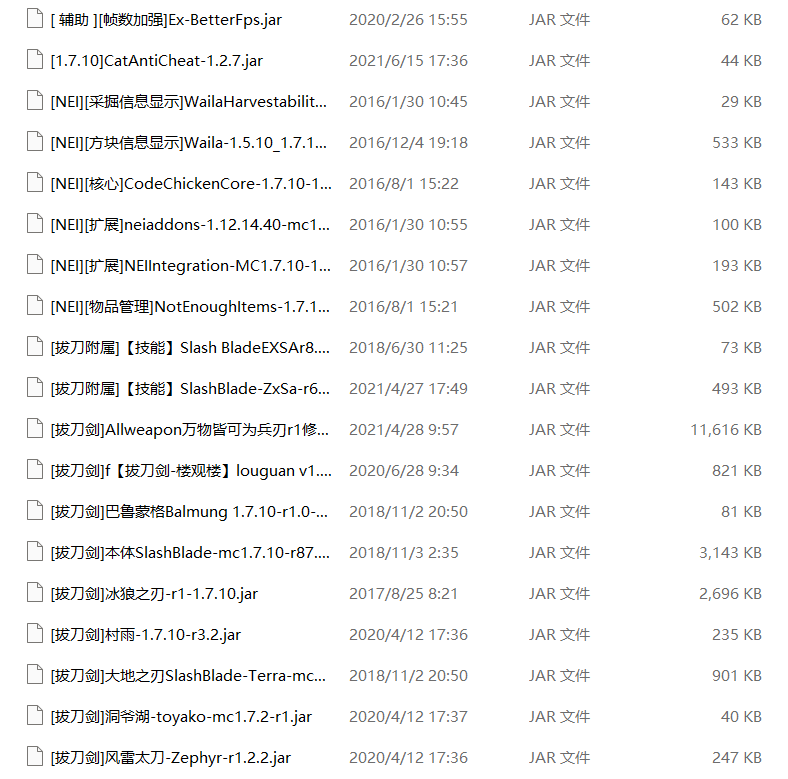 [ 辅助 ][帧数加强]Ex-BetterFps.jar 2020/2/26 15:55 JAR 文件 62 KB
[1.7.10]CatAntiCheat-1.2.7.jar 2021/6/15 17:36 JAR 文件 44 KB
[NEI][采掘信息显示]WailaHarvestabilit... 2016/1/30 10:45 JAR 文件 29 KB
[NEI][方块信息显示]Waila-1.5.10_1.7.1... 2016/12/4 19:18 JAR 文件 533 KB
[NEI][核心]CodeChickenCore-1.7.10-1... 2016/8/1 15:22 JAR 文件 143 KB
[NEI][扩展]neiaddons-1.12.14.40-mc1... 2016/1/30 10:55 JAR 文件 100 KB
[NEI][扩展]NEIIntegration-MC1.7.10-1... 2016/1/30 10:57 JAR 文件 193 KB
[NEI][物品管理]NotEnoughItems-1.7.1... 2016/8/1 15:21 JAR 文件 502 KB
[拔刀附属]【技能】Slash BladeEXSAr8.... 2018/6/30 11:25 JAR 文件 73 KB
[拔刀附属]【技能】SlashBlade-ZxSa-r6... 2021/4/27 17:49 JAR 文件 493 KB
[拔刀剑]Allweapon万物皆可为兵刃r1修... 2021/4/28 9:57 JAR 文件 11,616 KB
[拔刀剑]f【拔刀剑-楼观楼】louguan v1.... 2020/6/28 9:34 JAR 文件 821 KB
[拔刀剑]巴鲁蒙格Balmung 1.7.10-r1.0-... 2018/11/2 20:50 JAR 文件 81 KB
[拔刀剑]本体SlashBlade-mc1.7.10-r87.... 2018/11/3 2:35 JAR 文件 3,143 KB
[拔刀剑]冰狼之刃-r1-1.7.10.jar 2017/8/25 8:21 JAR 文件 2,696 KB
[拔刀剑]村雨-1.7.10-r3.2.jar 2020/4/12 17:36 JAR 文件 235 KB
[拔刀剑]大地之刃SlashBlade-Terra-mc... 2018/11/2 20:50 JAR 文件 901 KB
[拔刀剑]洞爷湖-toyako-mc1.7.2-r1.jar 2020/4/12 17:37 JAR 文件 40 KB
[拔刀剑]风雷太刀-Zephyr-r1.2.2.jar 2020/4/12 17:36 JAR 文件 247 KB